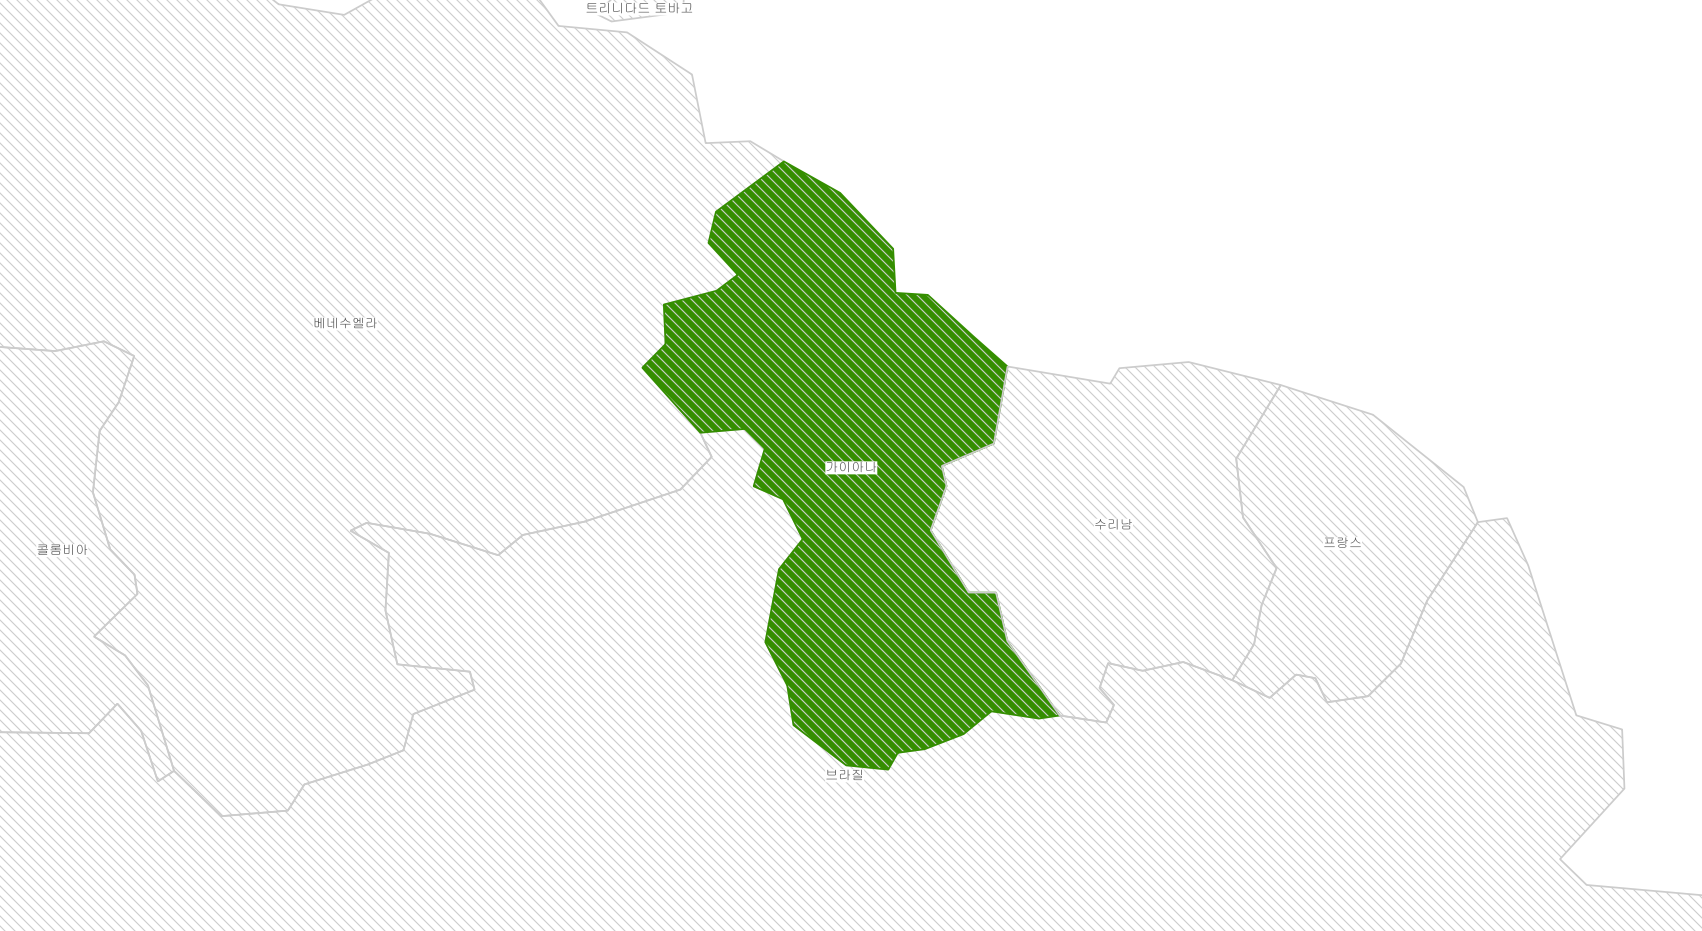 트리니다드 토바고
베네수엘라
가이아나
수리남
프랑스
콜롬비아
브라질